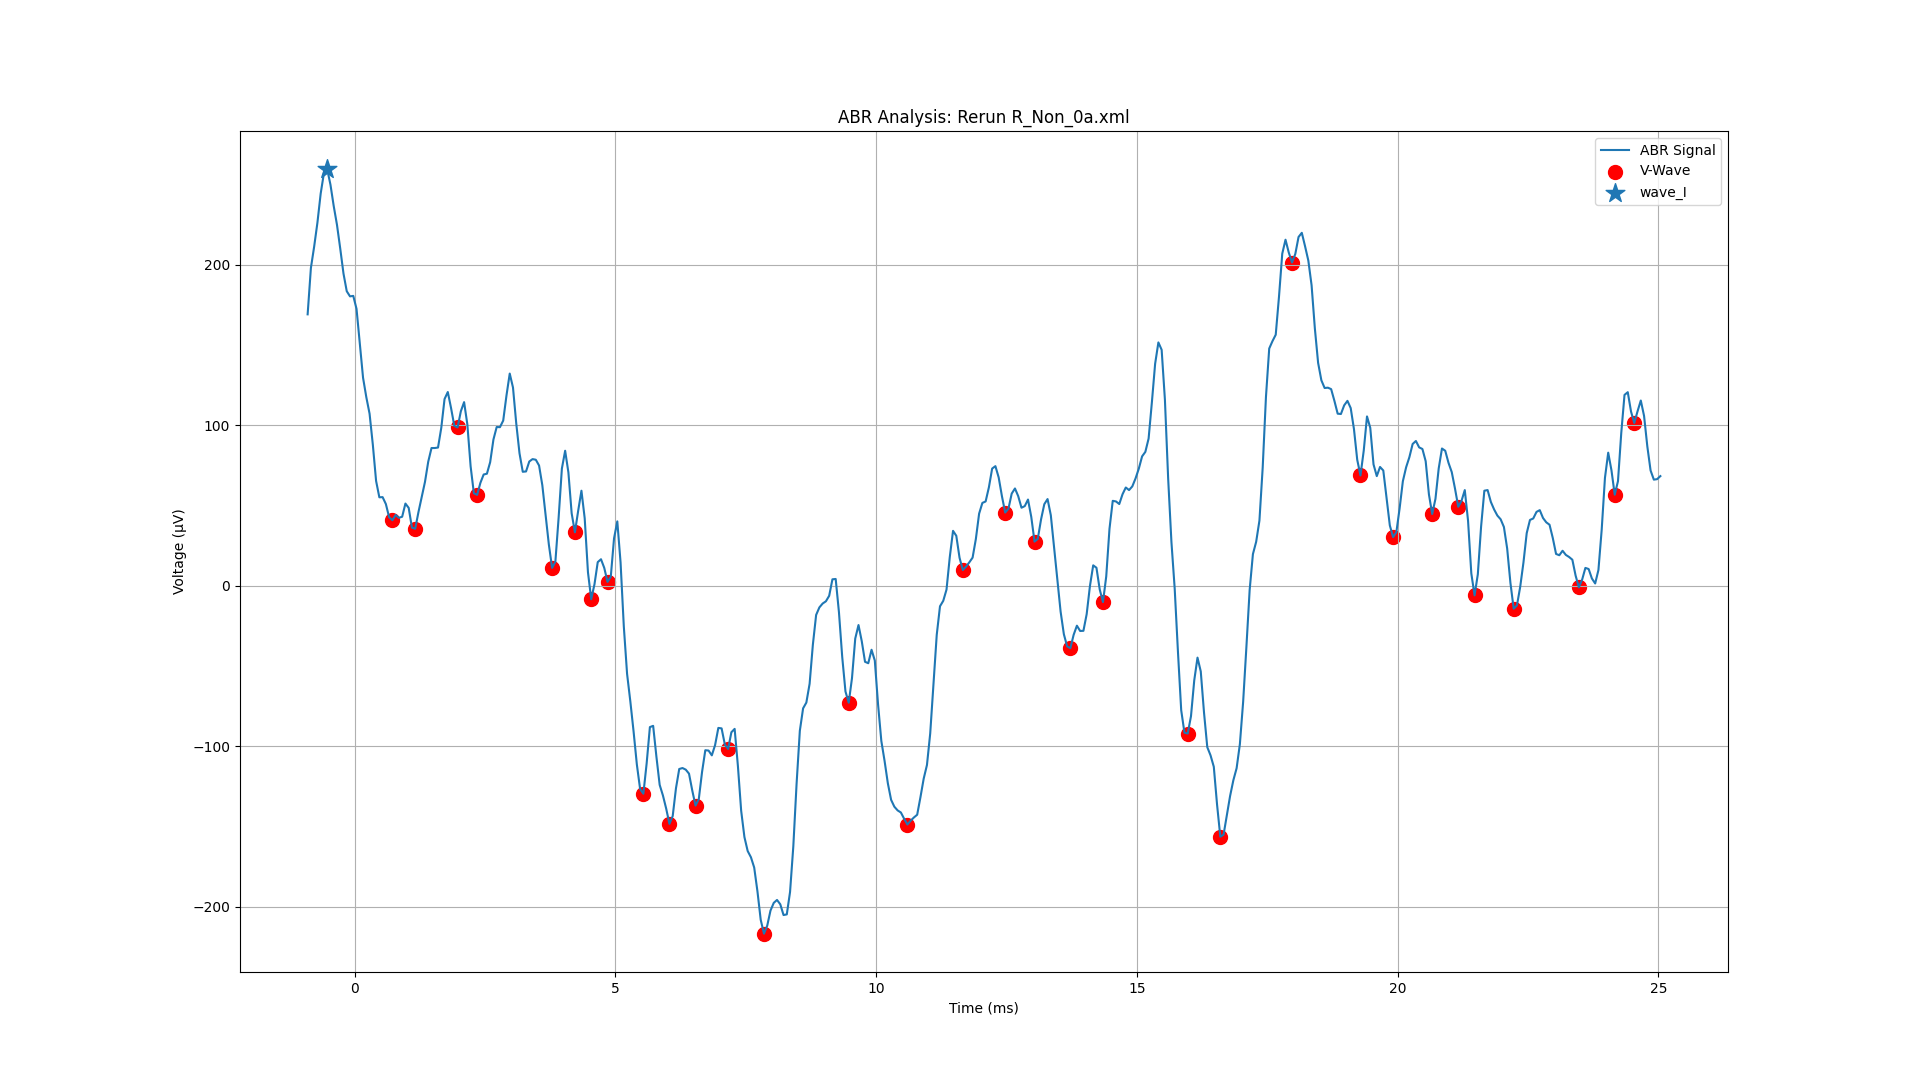 ABR Analysis: Rerun R_Non_0a.xml
ABR Signal
V-Wave
wave_I
200
100
0
−100
−200
Voltage (µV)
0 5 10 15 20 25
Time (ms)